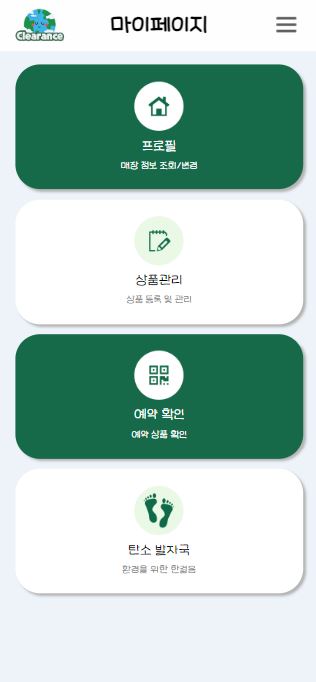 Clearance
마이페이지
프로필
매장 정보 조회/변경
상품관리
상품 등록 및 관리
예약 확인
예약 상품 확인
탄소 발자국
환경을 위한 한걸음